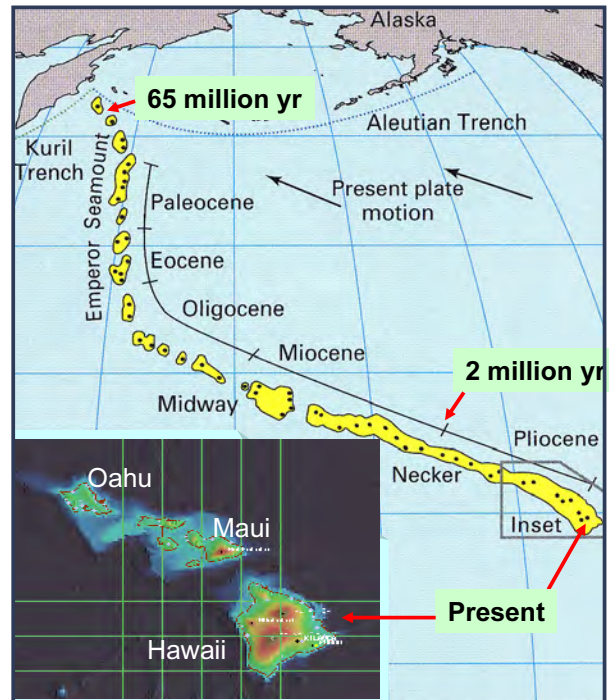 Alaska
65 million yr
Aleutian Trench
Kuril
Trench
Emperor Seamount
Present plate
motion
Paleocene
Eocene
Oligocene
Miocene
2 million yr
Midway
Pliocene
Necker
Inset
Oahu
Maui
Hawaii
Present